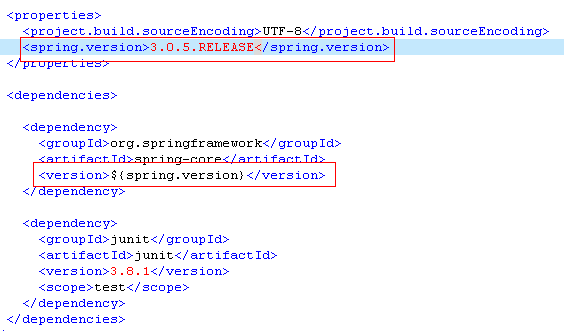 <properties>
<project.build.sourceEncoding>UTF-8</project.build.sourceEncoding>
<spring.version>3.0.5.RELEASE</spring.version>
</properties>
<dependencies>
<dependency>
<groupId>org.springframework</groupId>
<artifactId>spring-core</artifactId>
<version>${spring.version}</version>
</dependency>
<dependency>
<groupId>junit</groupId>
<artifactId>junit</artifactId>
<version>3.8.1</version>
<scope>test</scope>
</dependency>
</dependencies>